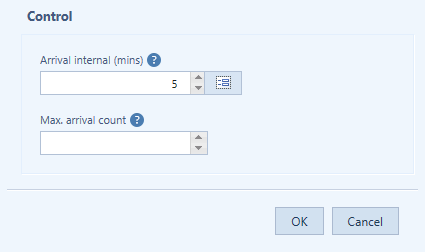 Control
Arrival internal (mins) ?
5
Max. arrival count ?
OK Cancel